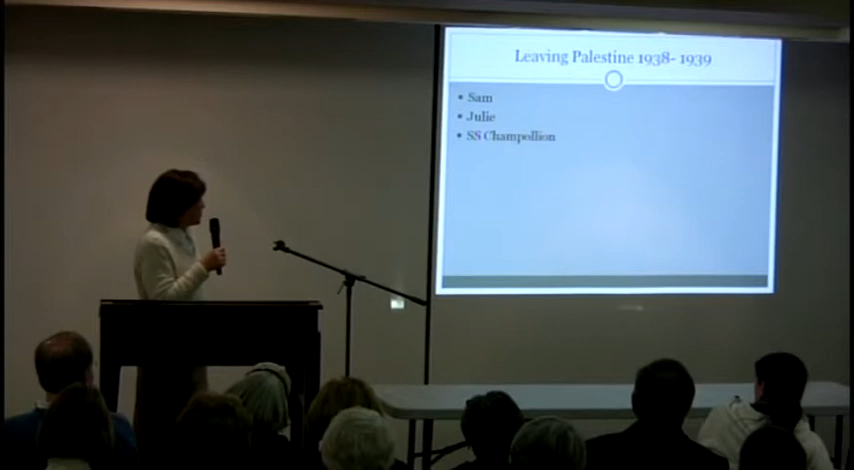 Leaving Palestine 1938- 1939
• Sam
• Julie
• SS Champollion